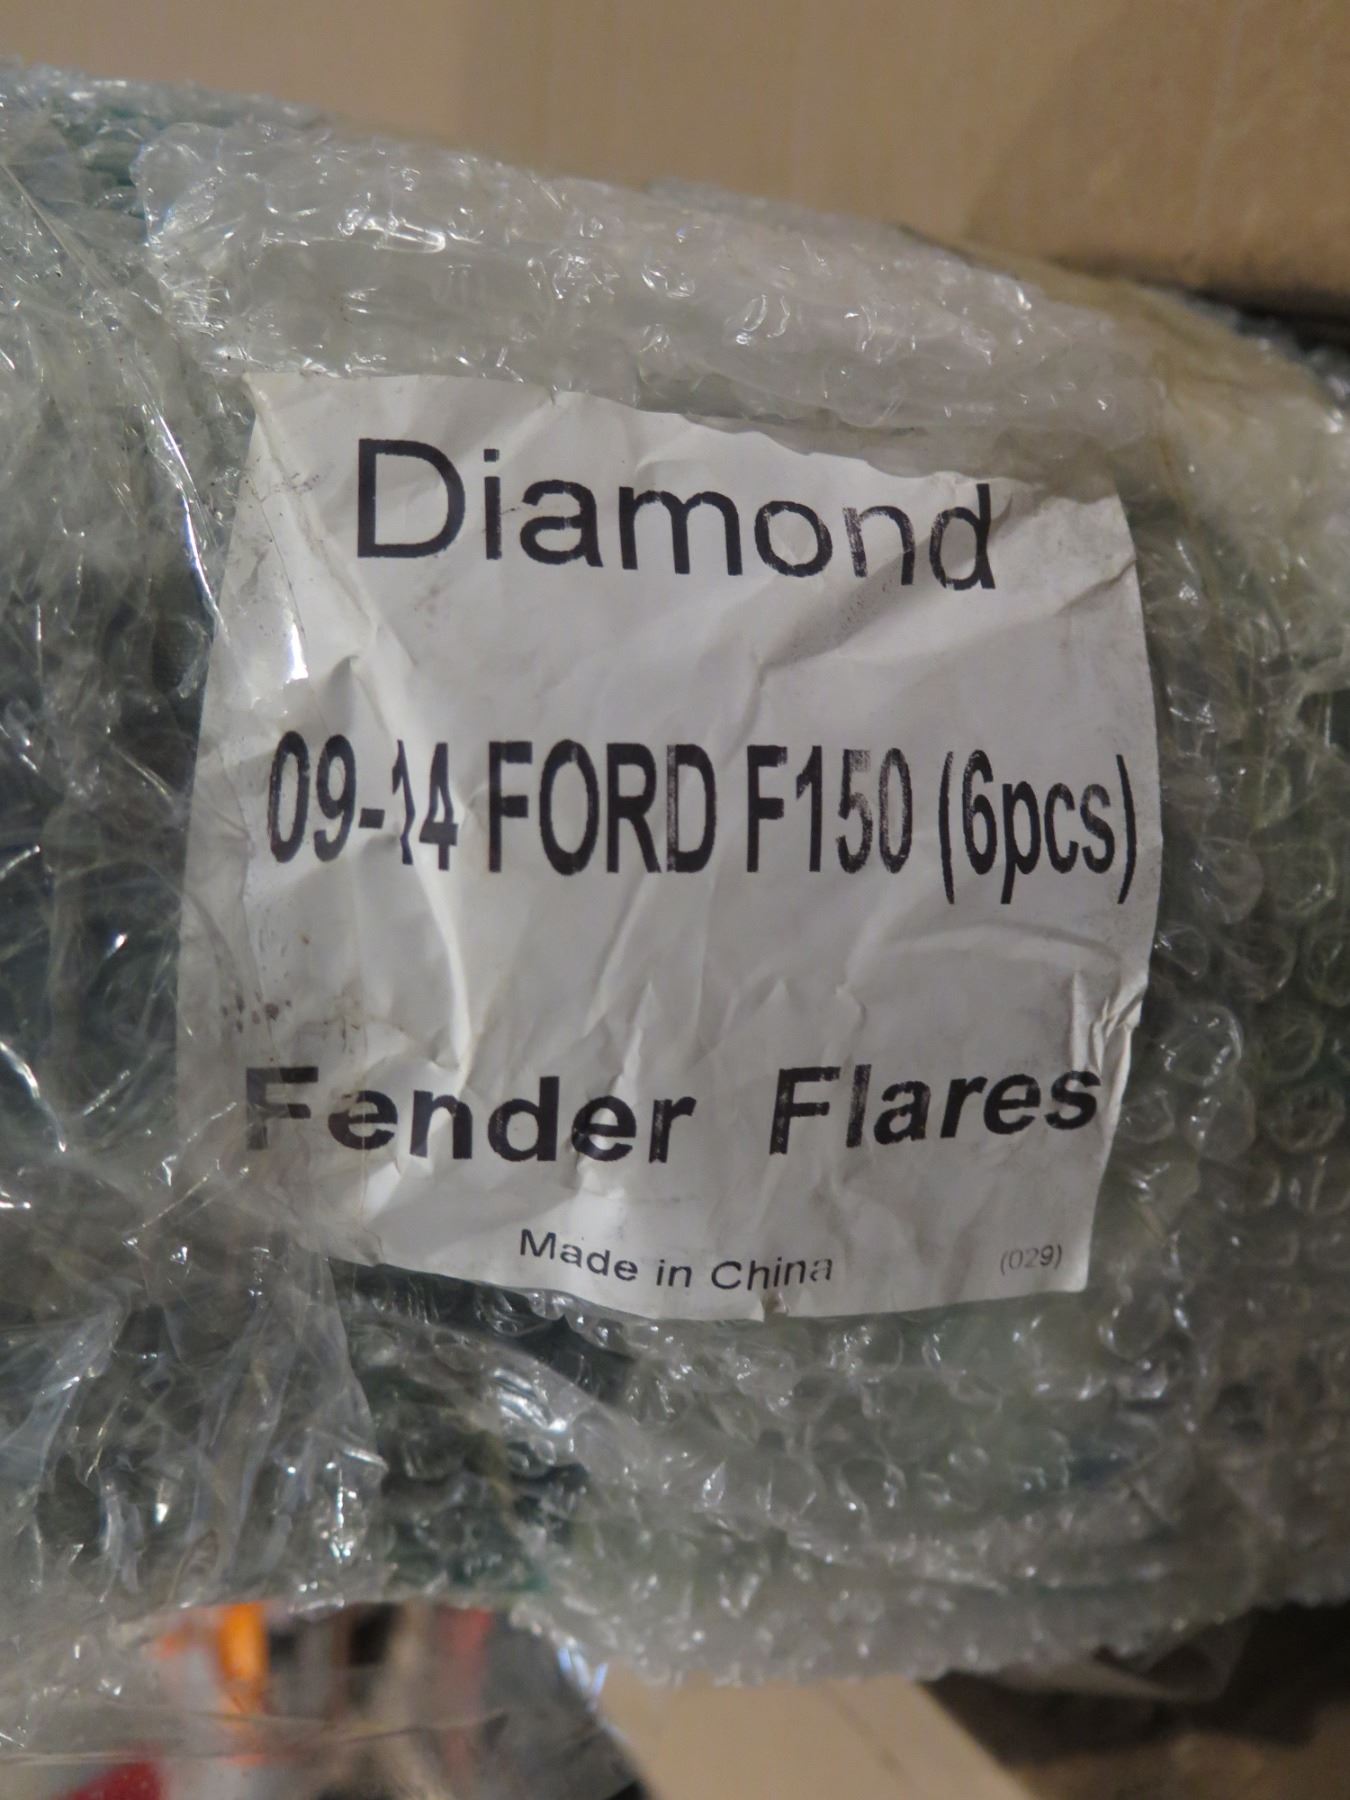 Diamond
09-14 FORD F150 (6pcs)
Fender Flares
Made in China (029)